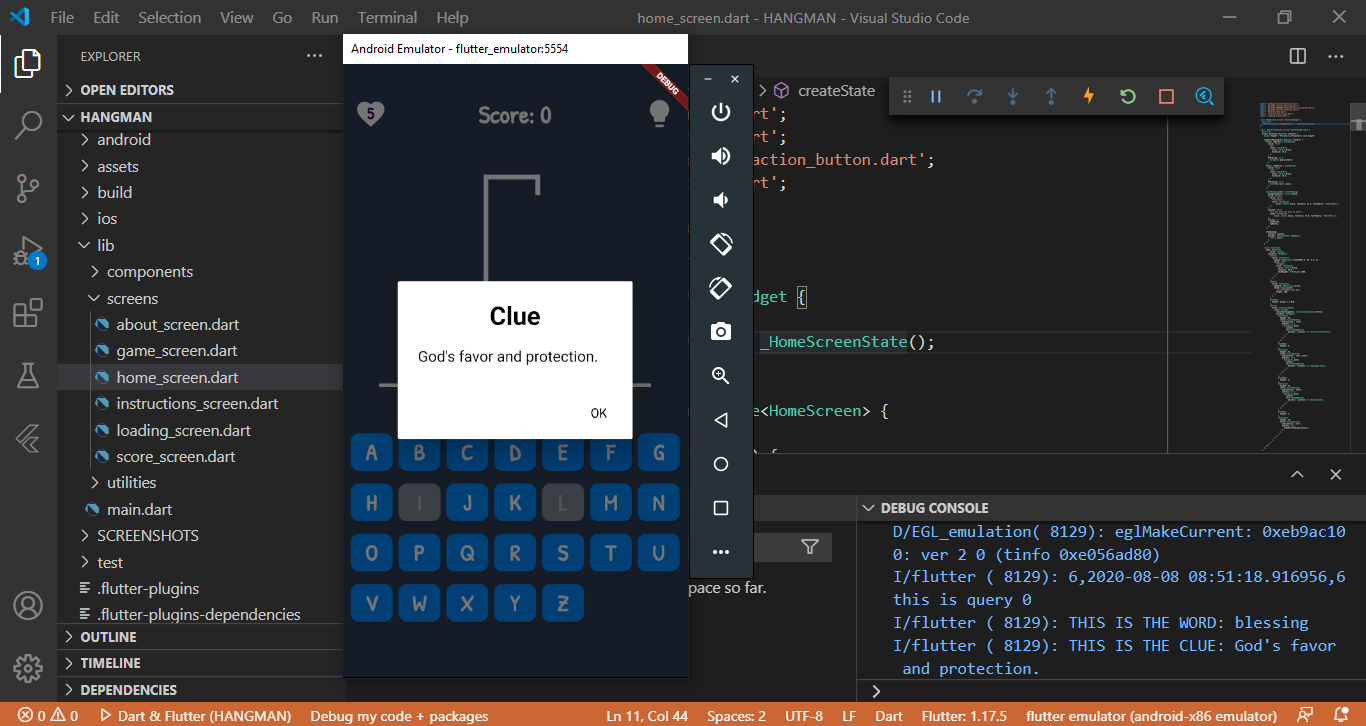 File Edit Selection View Go Run Terminal Help
home_screen.dart - HANGMAN - Visual Studio Code
EXPLORER
OPEN EDITORS
HANGMAN
android
assets
build
ios
lib
components
screens
about_screen.dart
game_screen.dart
home_screen.dart
instructions_screen.dart
loading_screen.dart
score_screen.dart
utilities
main.dart
SCREENSHOTS
test
.flutter-plugins
.flutter-plugins-dependencies
OUTLINE
TIMELINE
DEPENDENCIES
1
Android Emulator - flutter_emulator:5554
DEBUG
5
Score: 0
Clue
God's favor and protection.
OK
A B C D E F G
H I J K L M N
O P Q R S T U
V W X Y Z
createState
rt';
rt';
action_button.dart';
rt';
dget {
_HomeScreenState();
e<HomeScreen> {
) {
pace so far.
DEBUG CONSOLE
D/EGL_emulation( 8129): eglMakeCurrent: 0xeb9ac10
0: ver 2 0 (tinfo 0xe056ad80)
I/flutter ( 8129): 6,2020-08-08 08:51:18.916956,6
this is query 0
I/flutter ( 8129): THIS IS THE WORD: blessing
I/flutter ( 8129): THIS IS THE CLUE: God's favor
and protection.
0 0 Dart & Flutter (HANGMAN) Debug my code + packages Ln 11, Col 44 Spaces: 2 UTF-8 LF Dart Flutter: 1.17.5 flutter emulator (android-x86 emulator)